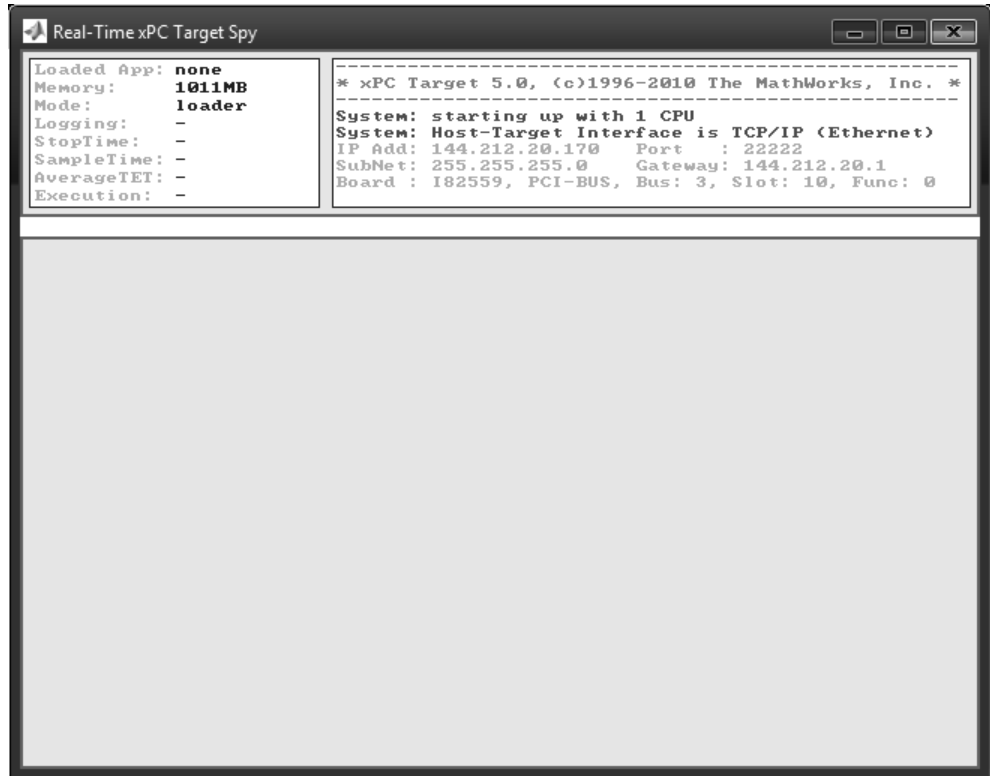 Real-Time xPC Target Spy
Loaded App: none
Memory: 1011MB
Mode: loader
Logging: -
StopTime: -
SampleTime: -
AverageTET: -
Execution: -
* xPC Target 5.0, (c)1996-2010 The MathWorks, Inc. *
System: starting up with 1 CPU
System: Host-Target Interface is TCP/IP (Ethernet)
IP Add: 144.212.20.170 Port : 22222
SubNet: 255.255.255.0 Gateway: 144.212.20.1
Board : I82559, PCI-BUS, Bus: 3, Slot: 10, Func: 0